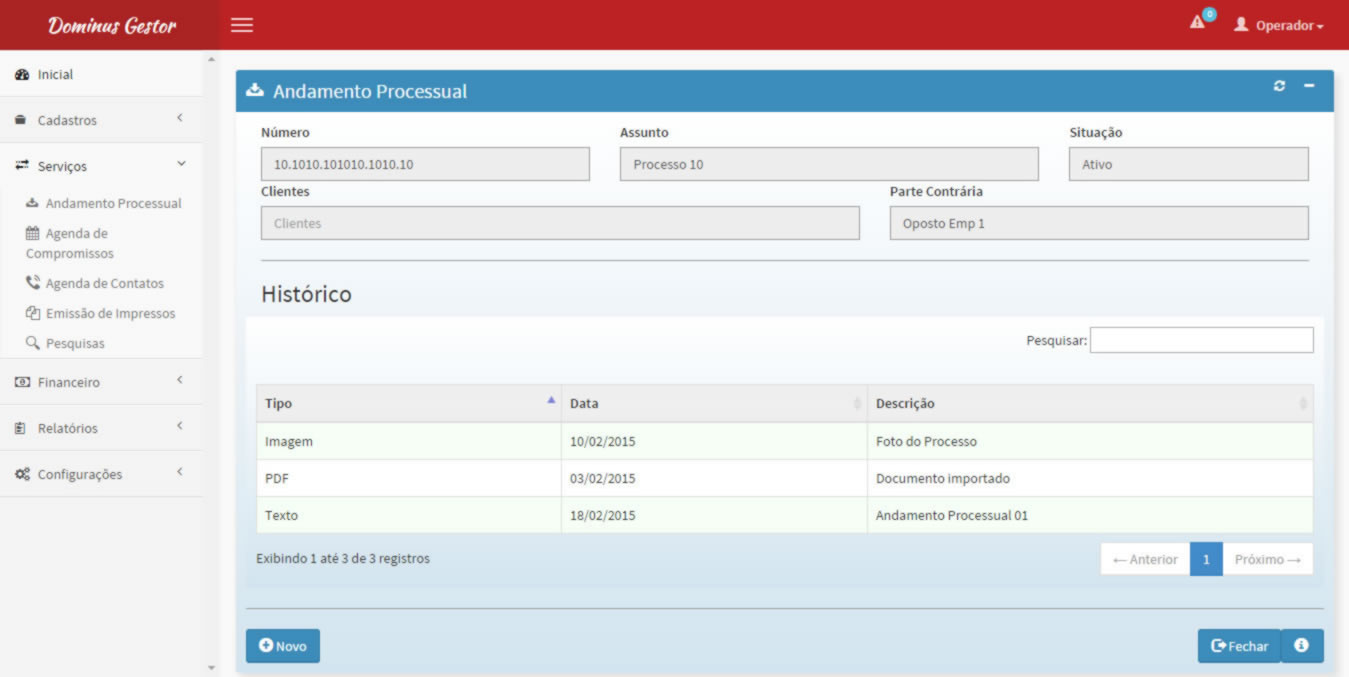 Dominus Gestor
0
Operador
Inicial
Cadastros
Serviços
Andamento Processual
Agenda de
Compromissos
Agenda de Contatos
Emissão de Impressos
Pesquisas
Financeiro
Relatórios
Configurações
Andamento Processual
Número Assunto Situação
10.1010.101010.1010.10 Processo 10 Ativo
Clientes Parte Contrária
Clientes Oposto Emp 1
Histórico
Pesquisar:
Tipo Data Descrição
Imagem 10/02/2015 Foto do Processo
PDF 03/02/2015 Documento importado
Texto 18/02/2015 Andamento Processual 01
Exibindo 1 até 3 de 3 registros
← Anterior 1 Próximo →
Novo Fechar